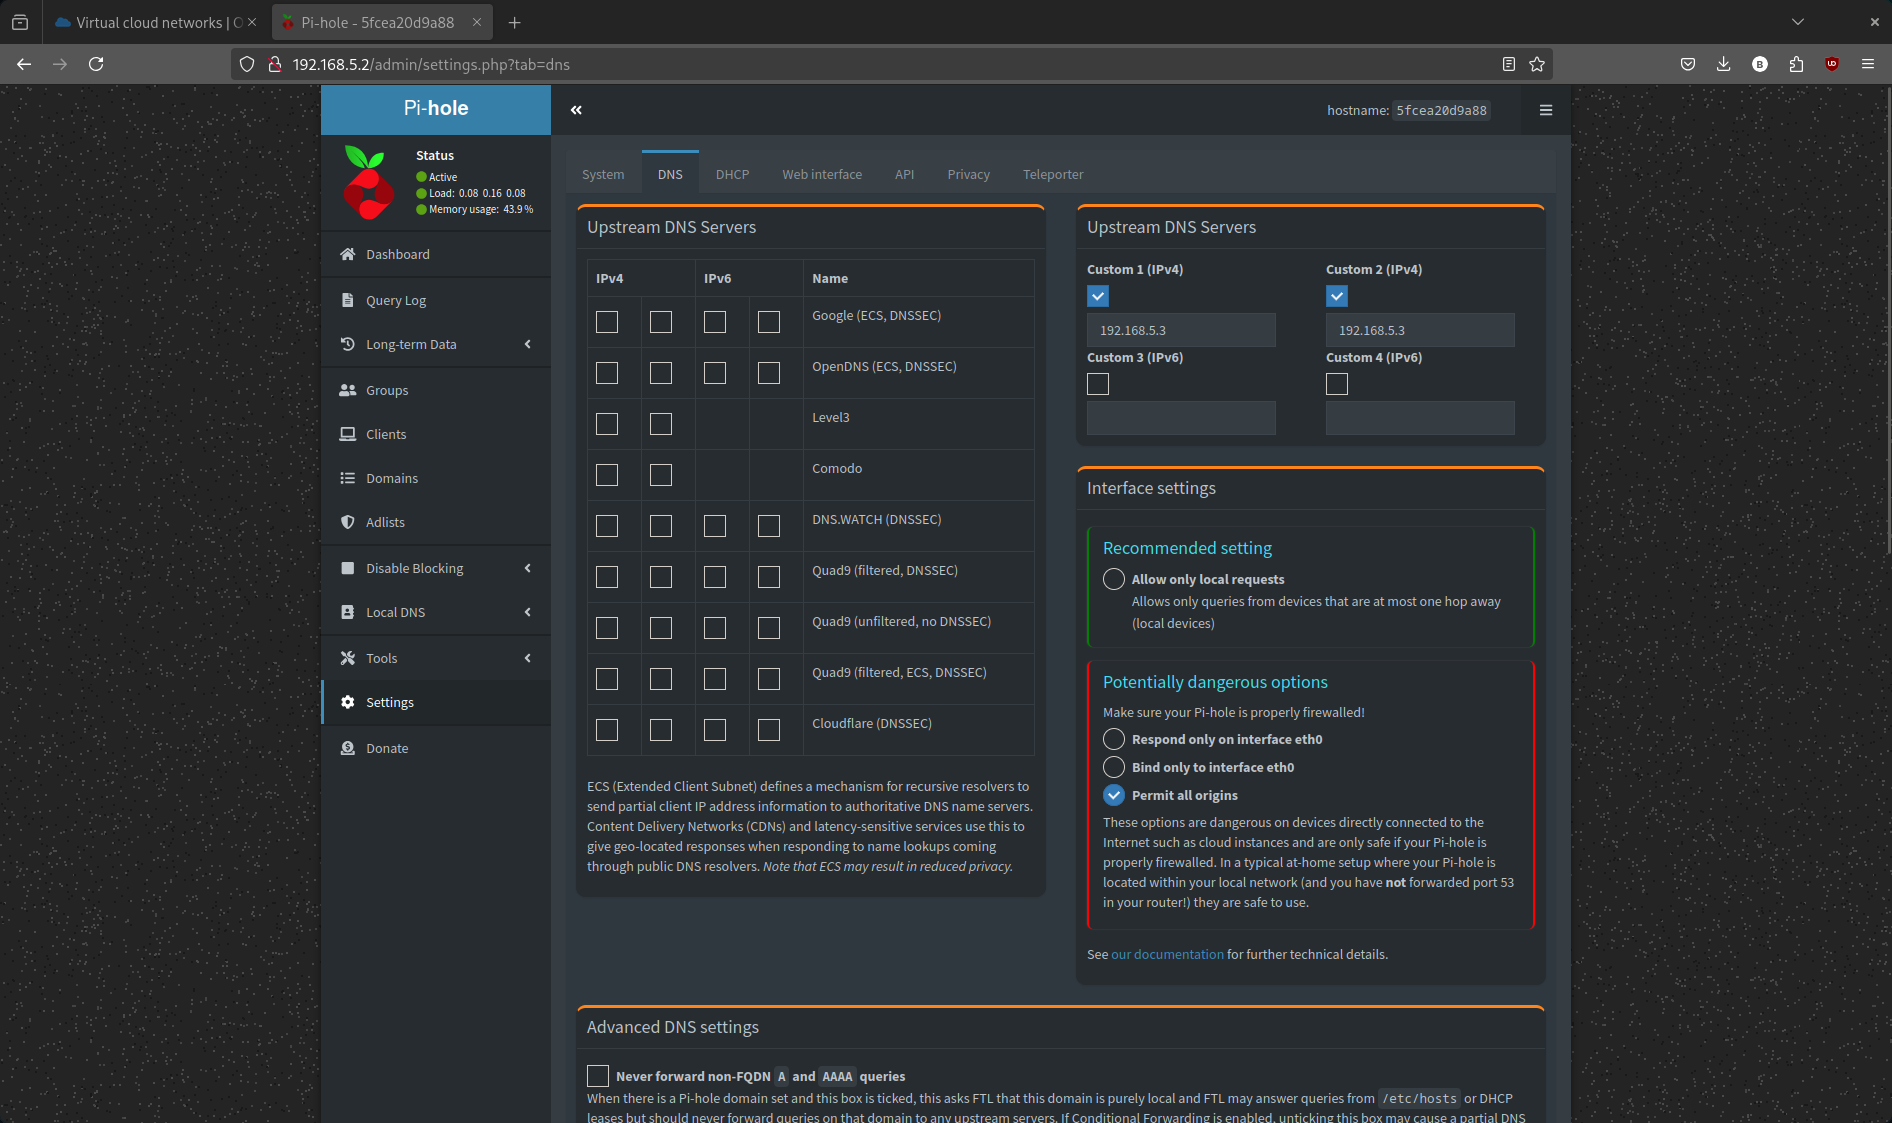 Virtual cloud networks | O
Pi-hole - 5fcea20d9a88
192.168.5.2/admin/settings.php?tab=dns
Pi-hole
hostname: 5fcea20d9a88
Status
Active
Load: 0.08 0.16 0.08
Memory usage: 43.9 %
Dashboard
Query Log
Long-term Data
Groups
Clients
Domains
Adlists
Disable Blocking
Local DNS
Tools
Settings
Donate
System DNS DHCP Web interface API Privacy Teleporter
Upstream DNS Servers
IPv4 IPv6 Name
Google (ECS, DNSSEC)
OpenDNS (ECS, DNSSEC)
Level3
Comodo
DNS.WATCH (DNSSEC)
Quad9 (filtered, DNSSEC)
Quad9 (unfiltered, no DNSSEC)
Quad9 (filtered, ECS, DNSSEC)
Cloudflare (DNSSEC)
ECS (Extended Client Subnet) defines a mechanism for recursive resolvers to
send partial client IP address information to authoritative DNS name servers.
Content Delivery Networks (CDNs) and latency-sensitive services use this to
give geo-located responses when responding to name lookups coming
through public DNS resolvers. Note that ECS may result in reduced privacy.
Upstream DNS Servers
Custom 1 (IPv4) Custom 2 (IPv4)
192.168.5.3 192.168.5.3
Custom 3 (IPv6) Custom 4 (IPv6)
Interface settings
Recommended setting
Allow only local requests
Allows only queries from devices that are at most one hop away
(local devices)
Potentially dangerous options
Make sure your Pi-hole is properly firewalled!
Respond only on interface eth0
Bind only to interface eth0
Permit all origins
These options are dangerous on devices directly connected to the
Internet such as cloud instances and are only safe if your Pi-hole is
properly firewalled. In a typical at-home setup where your Pi-hole is
located within your local network (and you have not forwarded port 53
in your router!) they are safe to use.
See our documentation for further technical details.
Advanced DNS settings
Never forward non-FQDN A and AAAA queries
When there is a Pi-hole domain set and this box is ticked, this asks FTL that this domain is purely local and FTL may answer queries from /etc/hosts or DHCP
leases but should never forward queries on that domain to any upstream servers. If Conditional Forwarding is enabled, unticking this box may cause a partial DNS